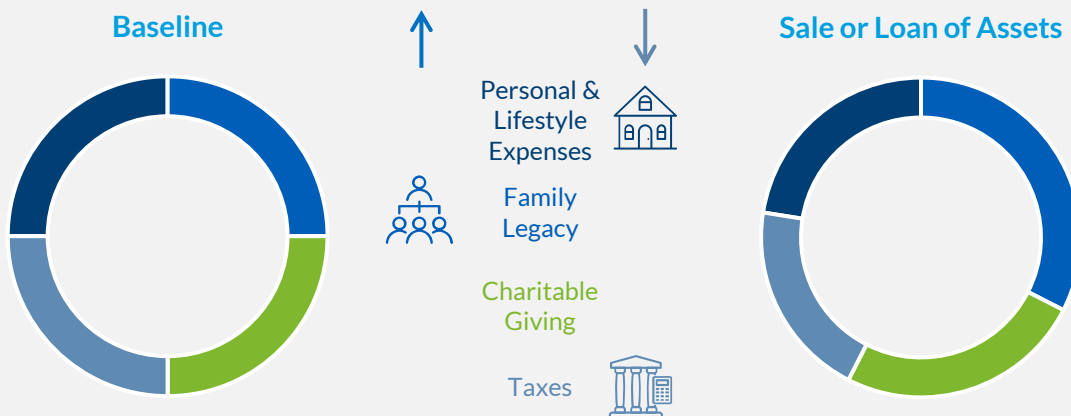 Baseline
Sale or Loan of Assets
Personal &
Lifestyle
Expenses
Family
Legacy
Charitable
Giving
Taxes